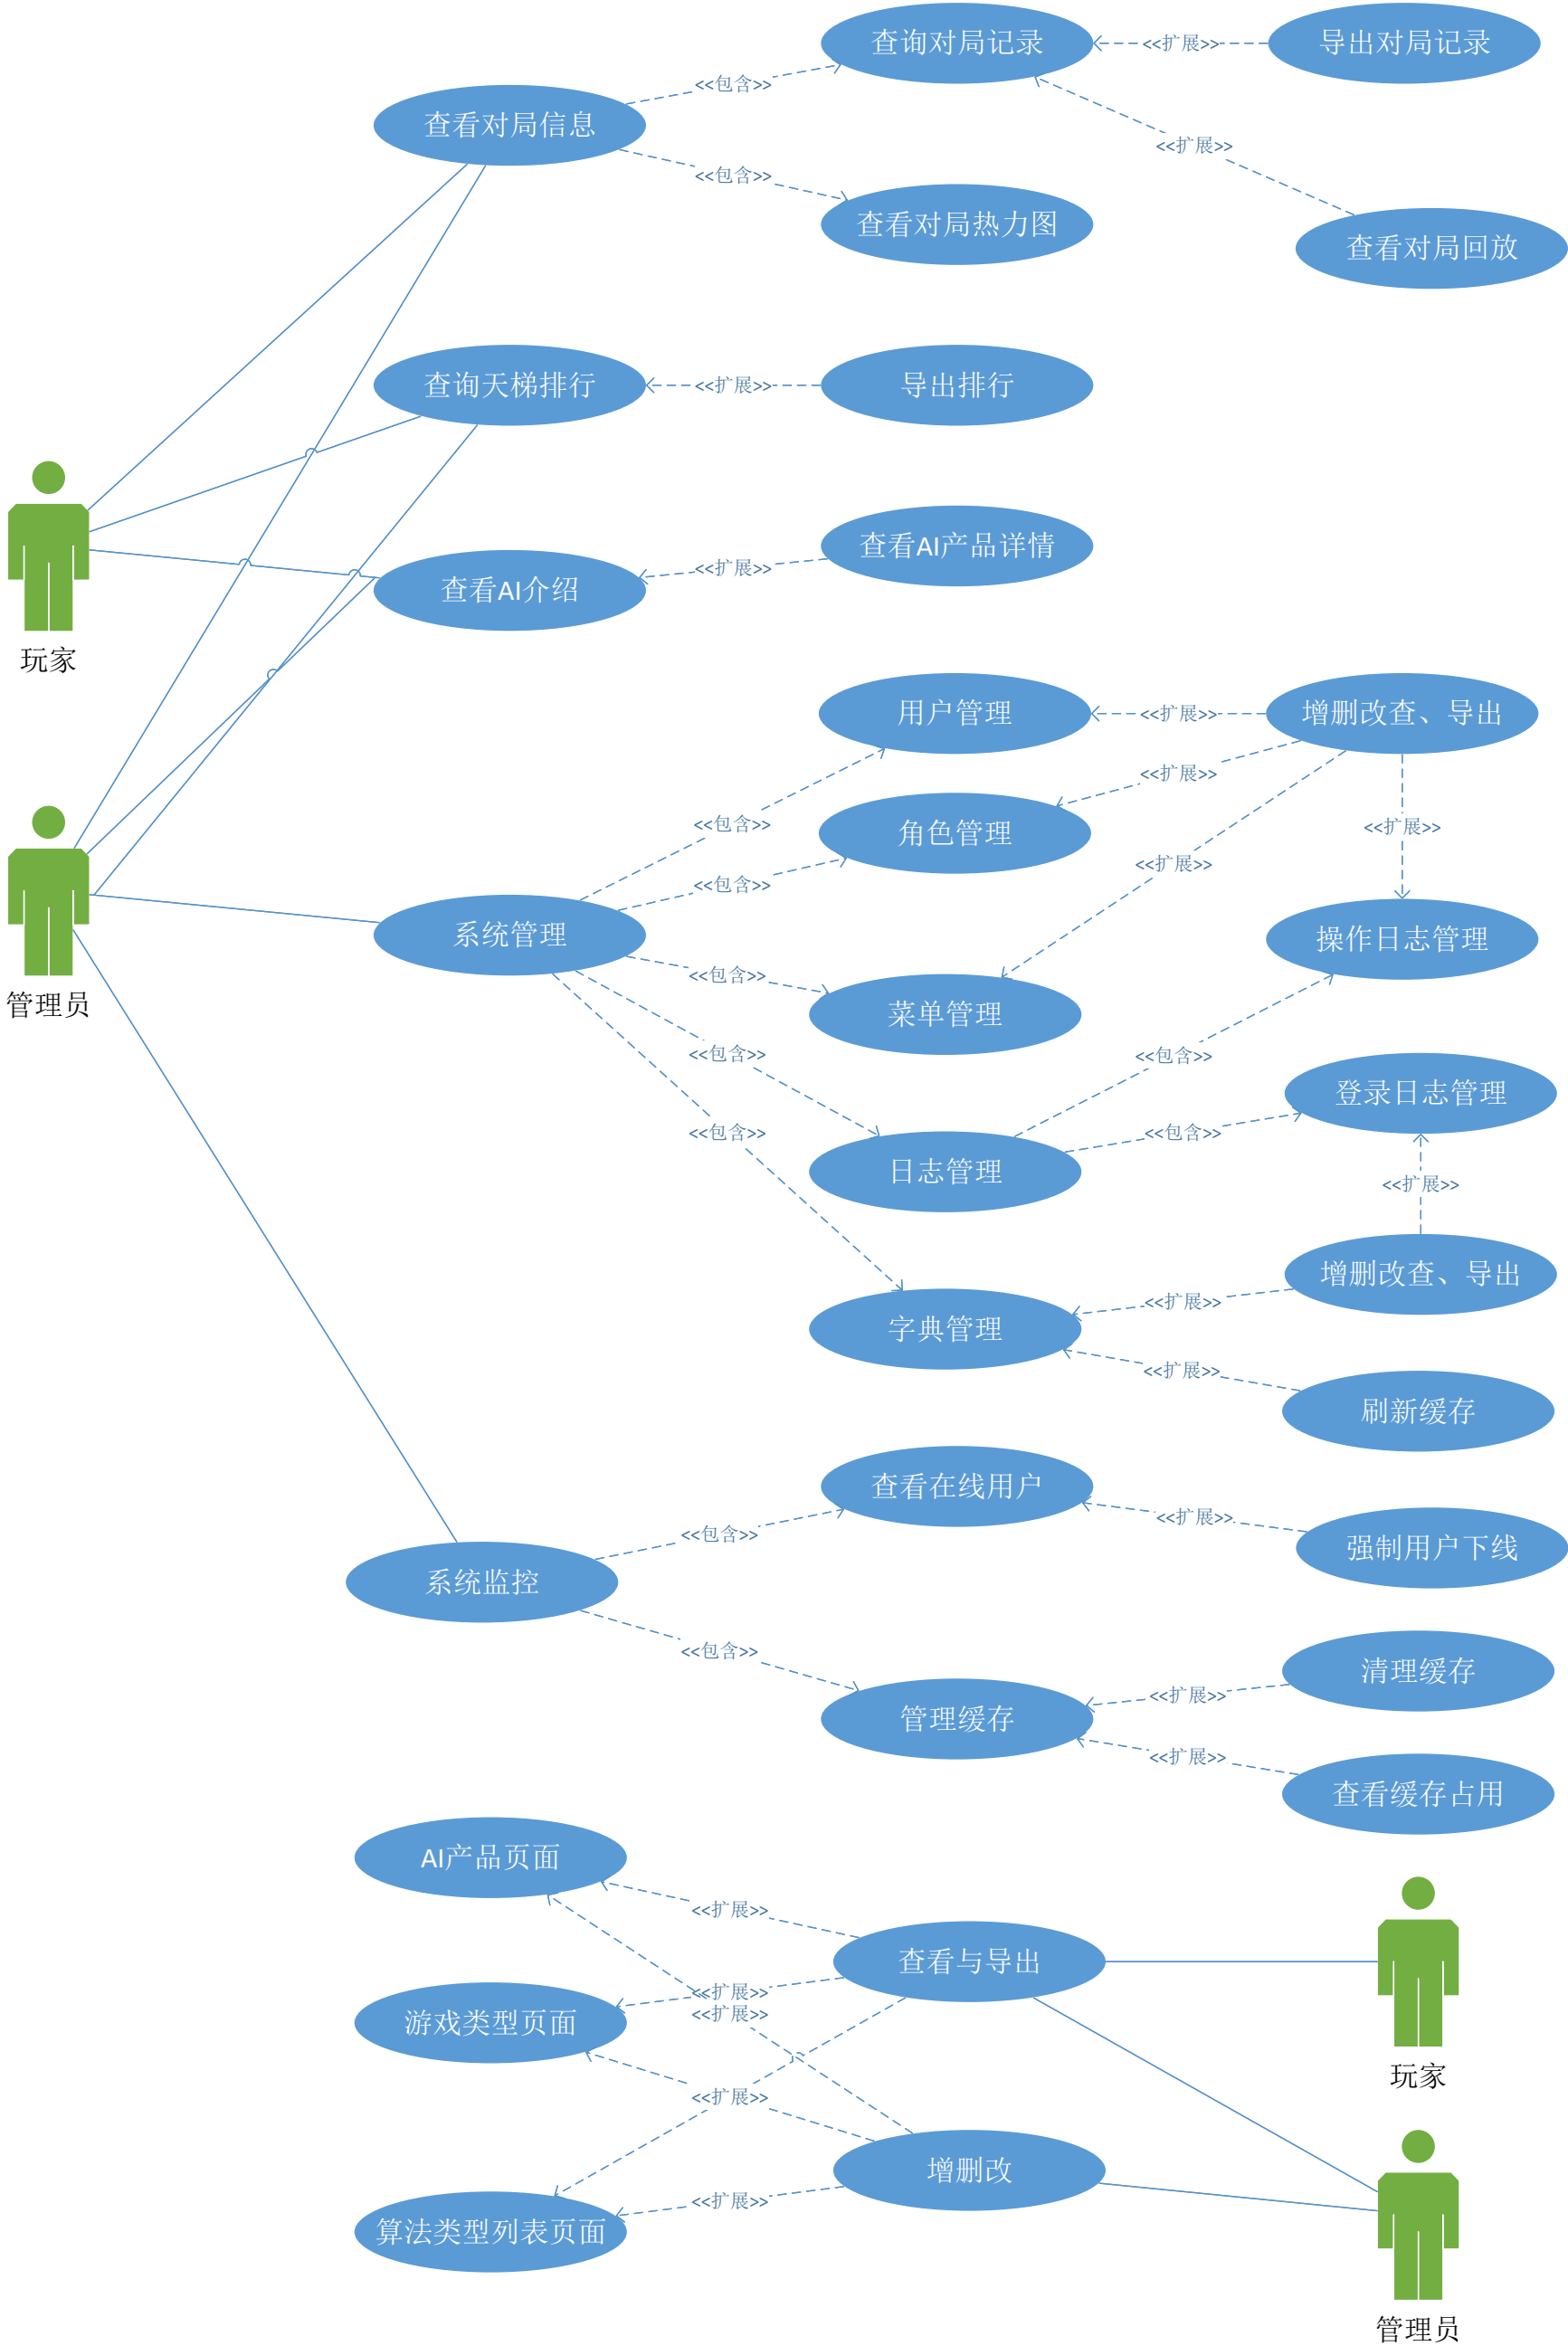 查询对局记录
<<扩展>>
导出对局记录
<<包含>>
查看对局信息
<<扩展>>
<<包含>>
查看对局热力图
查看对局回放
查询天梯排行
<<扩展>>
导出排行
查看AI产品详情
<<扩展>>
查看AI介绍
玩家
用户管理
<<扩展>>
增删改查、导出
<<扩展>>
<<包含>>
角色管理
<<扩展>>
<<扩展>>
<<包含>>
系统管理
操作日志管理
<<包含>>
管理员
菜单管理
<<包含>>
<<包含>>
登录日志管理
<<包含>>
<<包含>>
日志管理
<<扩展>>
增删改查、导出
<<扩展>>
字典管理
<<扩展>>
刷新缓存
查看在线用户
<<扩展>>
<<包含>>
强制用户下线
系统监控
<<包含>>
清理缓存
<<扩展>>
管理缓存
<<扩展>>
查看缓存占用
AI产品页面
<<扩展>>
查看与导出
<<扩展>>
<<扩展>>
游戏类型页面
玩家
<<扩展>>
增删改
<<扩展>>
算法类型列表页面
管理员